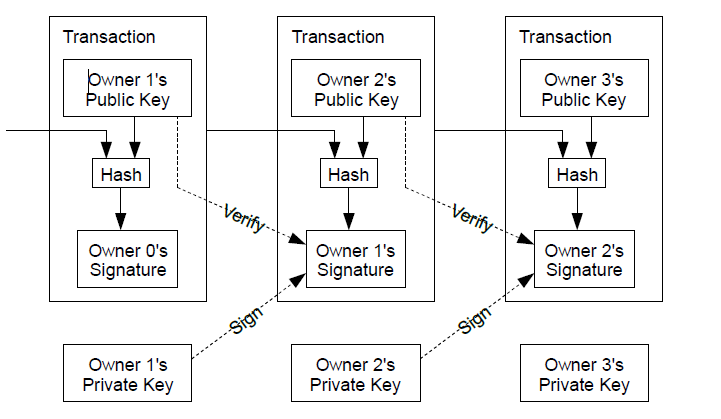 Transaction
Transaction
Transaction
Owner 1's
Public Key
Owner 2's
Public Key
Owner 3's
Public Key
Hash
Hash
Hash
Verify
Verify
Owner 0's
Signature
Owner 1's
Signature
Owner 2's
Signature
Sign
Sign
Owner 1's
Private Key
Owner 2's
Private Key
Owner 3's
Private Key